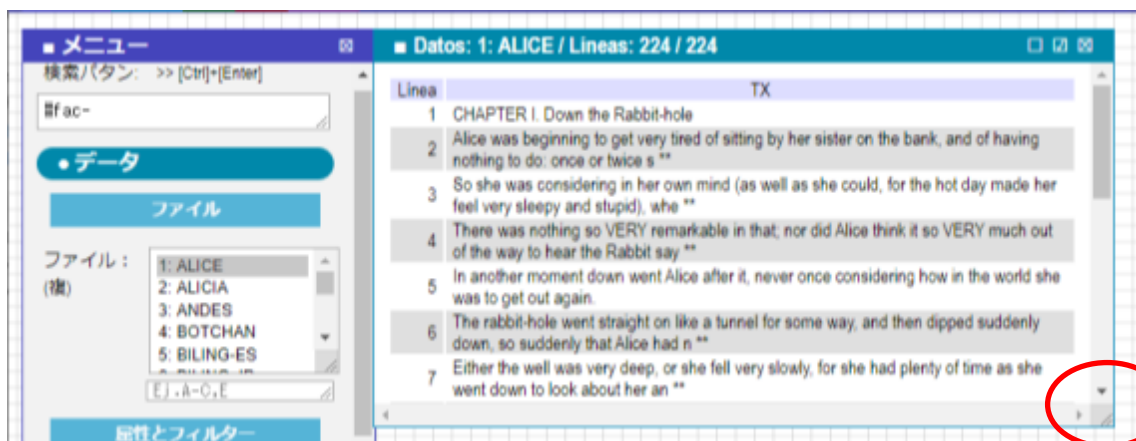 ■ メニュー
検索パタン: >> [Ctrl]+[Enter]
#fac-
• データ
ファイル
ファイル：
(複)
1: ALICE
2: ALICIA
3: ANDES
4: BOTCHAN
5: BILING-ES
Ej.A-C,E
属性とフィルター
■ Datos: 1: ALICE / Lineas: 224 / 224
Linea TX
1 CHAPTER I. Down the Rabbit-hole
2 Alice was beginning to get very tired of sitting by her sister on the bank, and of having
nothing to do: once or twice s **
3 So she was considering in her own mind (as well as she could, for the hot day made her
feel very sleepy and stupid), whe **
4 There was nothing so VERY remarkable in that; nor did Alice think it so VERY much out
of the way to hear the Rabbit say **
5 In another moment down went Alice after it, never once considering how in the world she
was to get out again.
6 The rabbit-hole went straight on like a tunnel for some way, and then dipped suddenly
down, so suddenly that Alice had n **
7 Either the well was very deep, or she fell very slowly, for she had plenty of time as she
went down to look about her an **